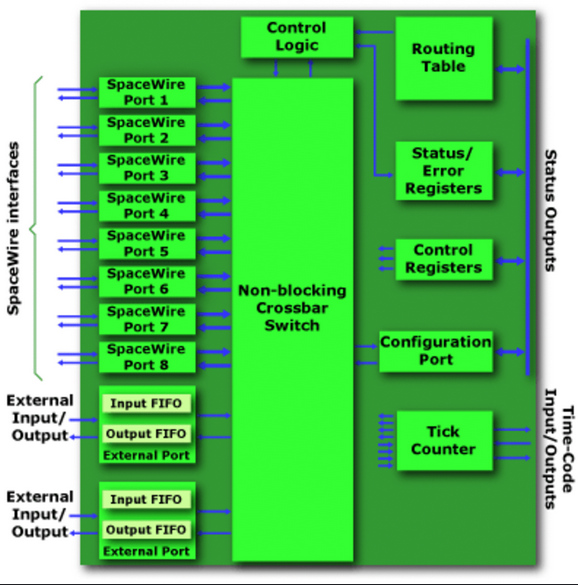 Control
Logic
Routing
Table
SpaceWire
Port 1
SpaceWire
Port 2
SpaceWire
Port 3
SpaceWire
Port 4
SpaceWire
Port 5
SpaceWire
Port 6
SpaceWire
Port 7
SpaceWire
Port 8
SpaceWire interfaces
Non-blocking
Crossbar
Switch
Status/
Error
Registers
Control
Registers
Configuration
Port
Tick
Counter
Status Outputs
Time-Code
Input/Outputs
External
Input/
Output
Input FIFO
Output FIFO
External Port
External
Input/
Output
Input FIFO
Output FIFO
External Port